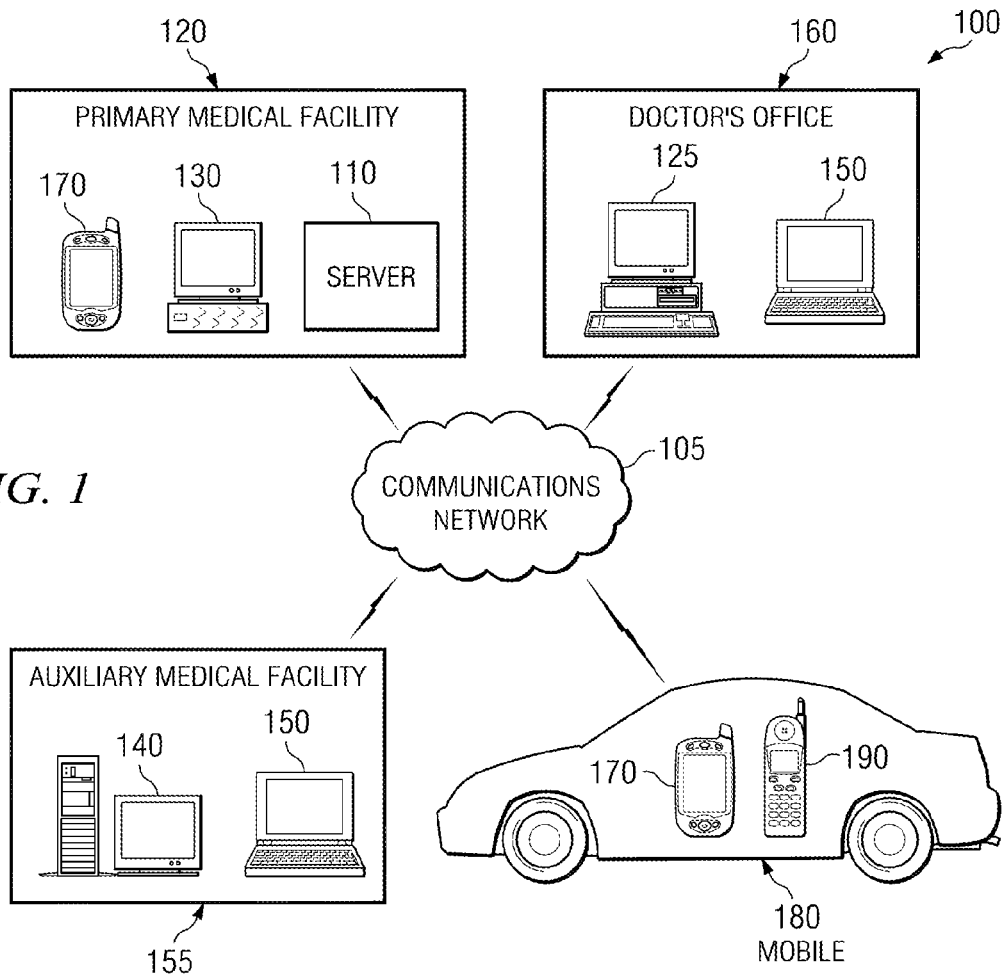 100
120
160
PRIMARY MEDICAL FACILITY
170
130
110
SERVER
DOCTOR'S OFFICE
125
150
IG. 1
COMMUNICATIONS
NETWORK
105
AUXILIARY MEDICAL FACILITY
140
150
155
170
190
180
MOBILE